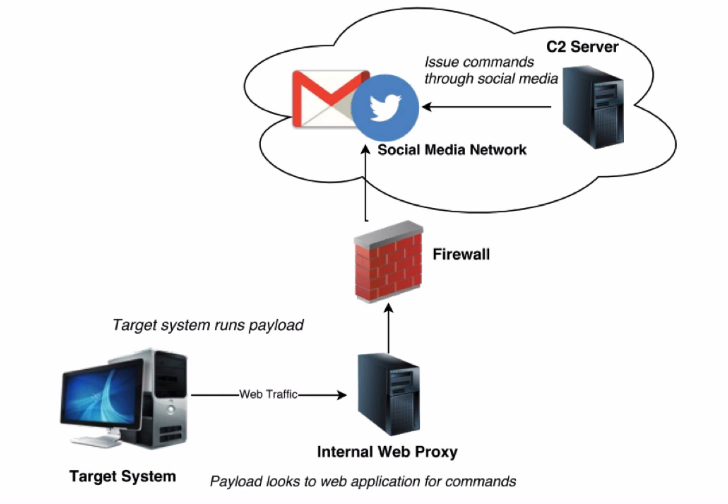 C2 Server
Issue commands
through social media
Social Media Network
Firewall
Target system runs payload
Web Traffic
Internal Web Proxy
Target System
Payload looks to web application for commands